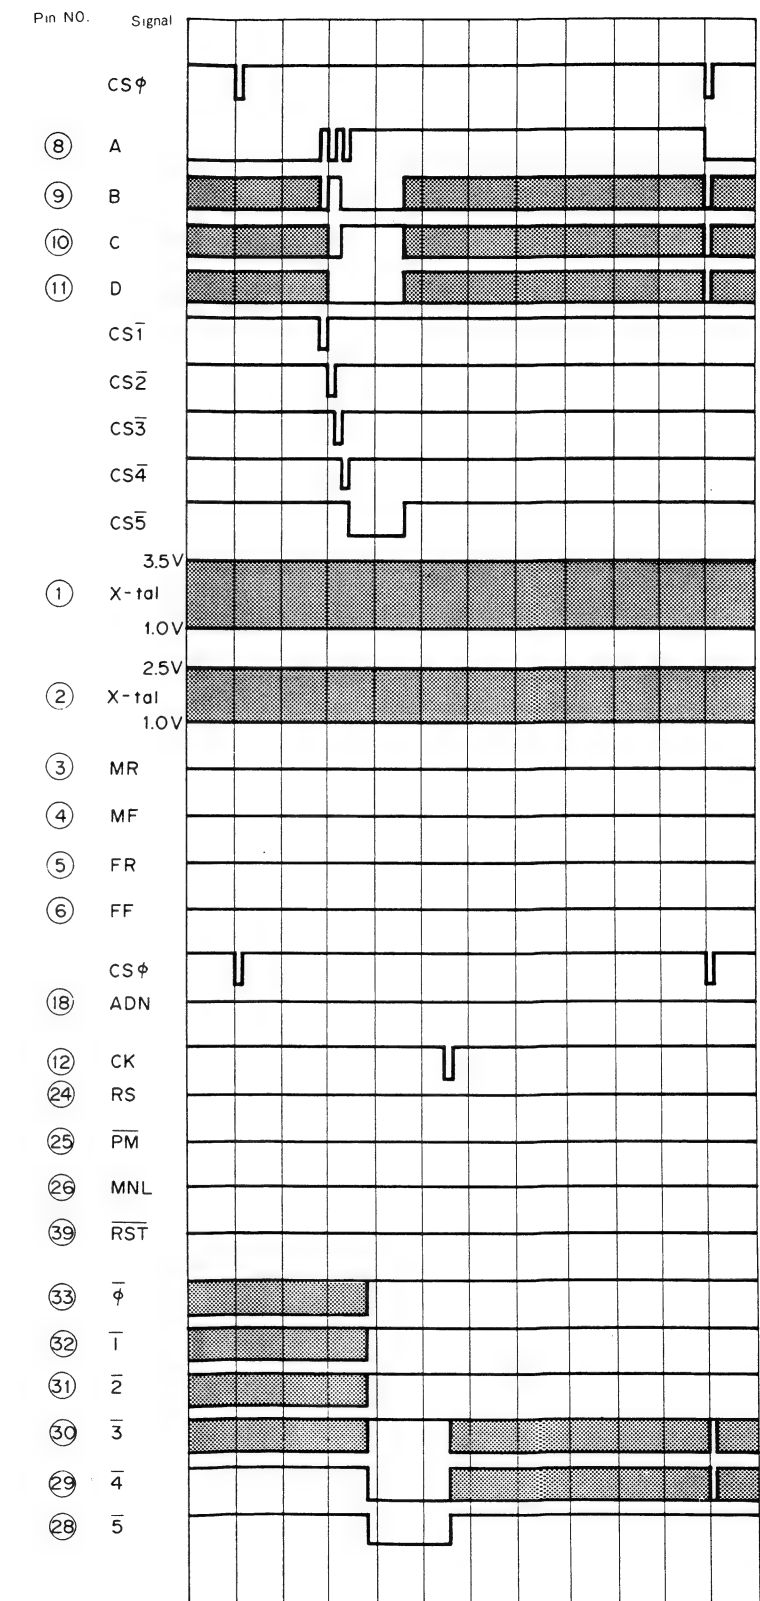 Pin NO. Signal
CSϕ
⑧ A
⑨ B
⑩ C
⑪ D
CS1̅
CS2̅
CS3̅
CS4̅
CS5̅
3.5V
① X-tal
1.0V
2.5V
② X-tal
1.0V
③ MR
④ MF
⑤ FR
⑥ FF
CSϕ
⑱ ADN
⑫ CK
㉔ RS
㉕ P̅M̅
㉖ MNL
㊴ R̅S̅T̅
㉝ ϕ̅
㉜ 1̅
㉛ 2̅
㉚ 3̅
㉙ 4̅
㉘ 5̅